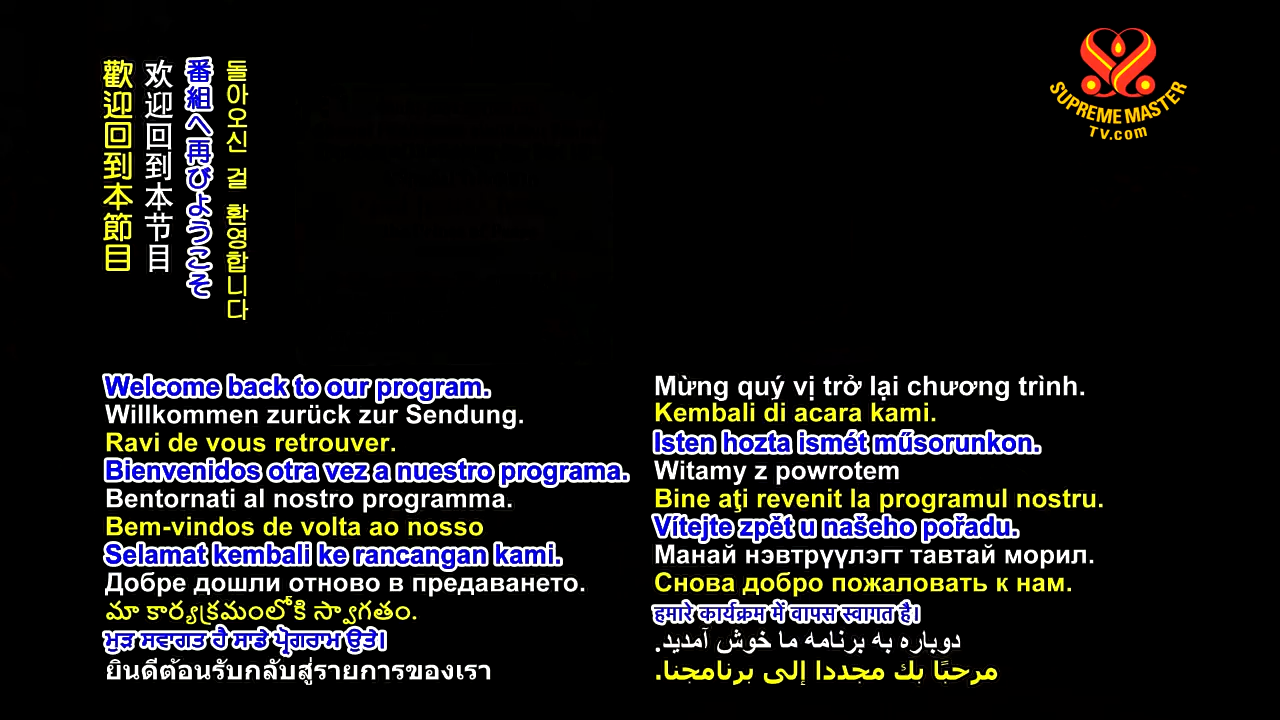 歡迎回到本節目
欢迎回到本节目
番組へ再びようこそ
돌아오신 걸 환영합니다
SUPREME MASTER
TV.com
Welcome back to our program.
Willkommen zurück zur Sendung.
Ravi de vous retrouver.
Bienvenidos otra vez a nuestro programa.
Bentornati al nostro programma.
Bem-vindos de volta ao nosso
Selamat kembali ke rancangan kami.
Добре дошли отново в предаването.
మా కార్యక్రమంలోకి స్వాగతం.
ਮੁੜ ਸਵਾਗਤ ਹੈ ਸਾਡੇ ਪ੍ਰੋਗਰਾਮ ਉਤੇ।
ยินดีต้อนรับกลับสู่รายการของเรา
Mừng quý vị trở lại chương trình.
Kembali di acara kami.
Isten hozta ismét műsorunkon.
Witamy z powrotem
Bine aţi revenit la programul nostru.
Vítejte zpět u našeho pořadu.
Манай нэвтрүүлэгт тавтай морил.
Снова добро пожаловать к нам.
हमारे कार्यक्रम में वापस स्वागत है।
دوباره به برنامه ما خوش آمدید.
مرحبًا بك مجددا إلى برنامجنا.